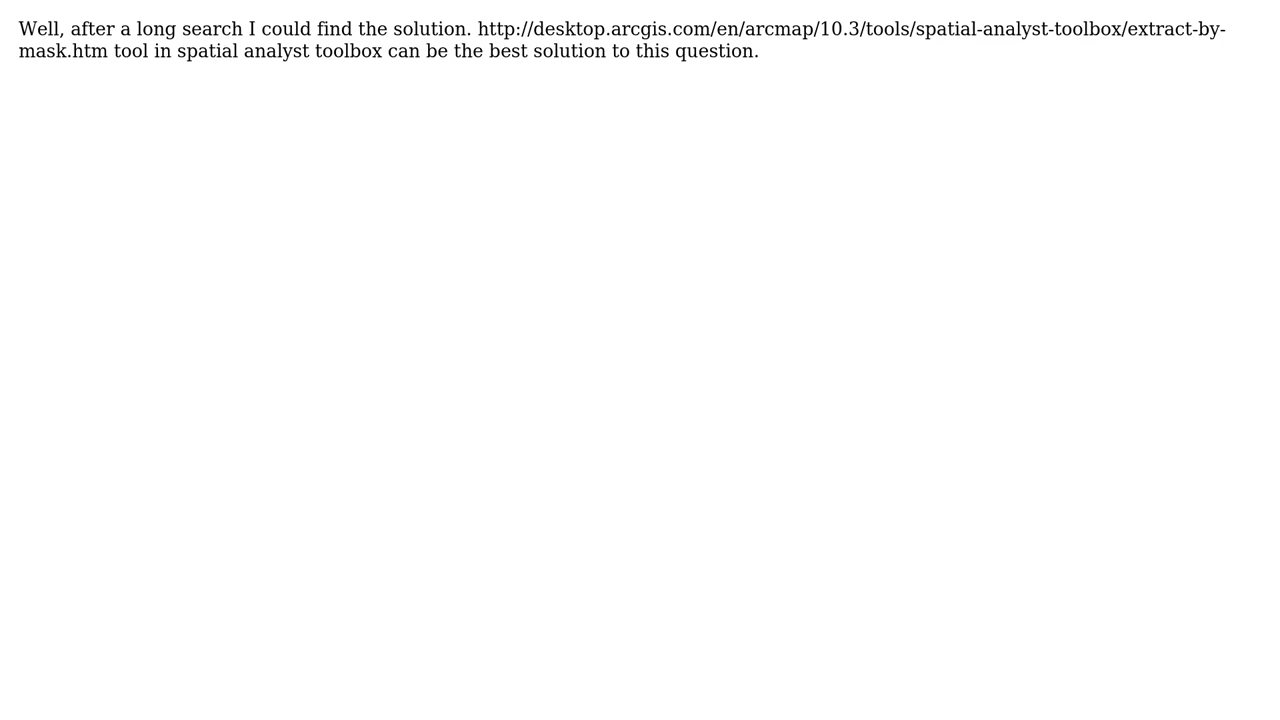 Well, after a long search I could find the solution. http://desktop.arcgis.com/en/arcmap/10.3/tools/spatial-analyst-toolbox/extract-by-
mask.htm tool in spatial analyst toolbox can be the best solution to this question.